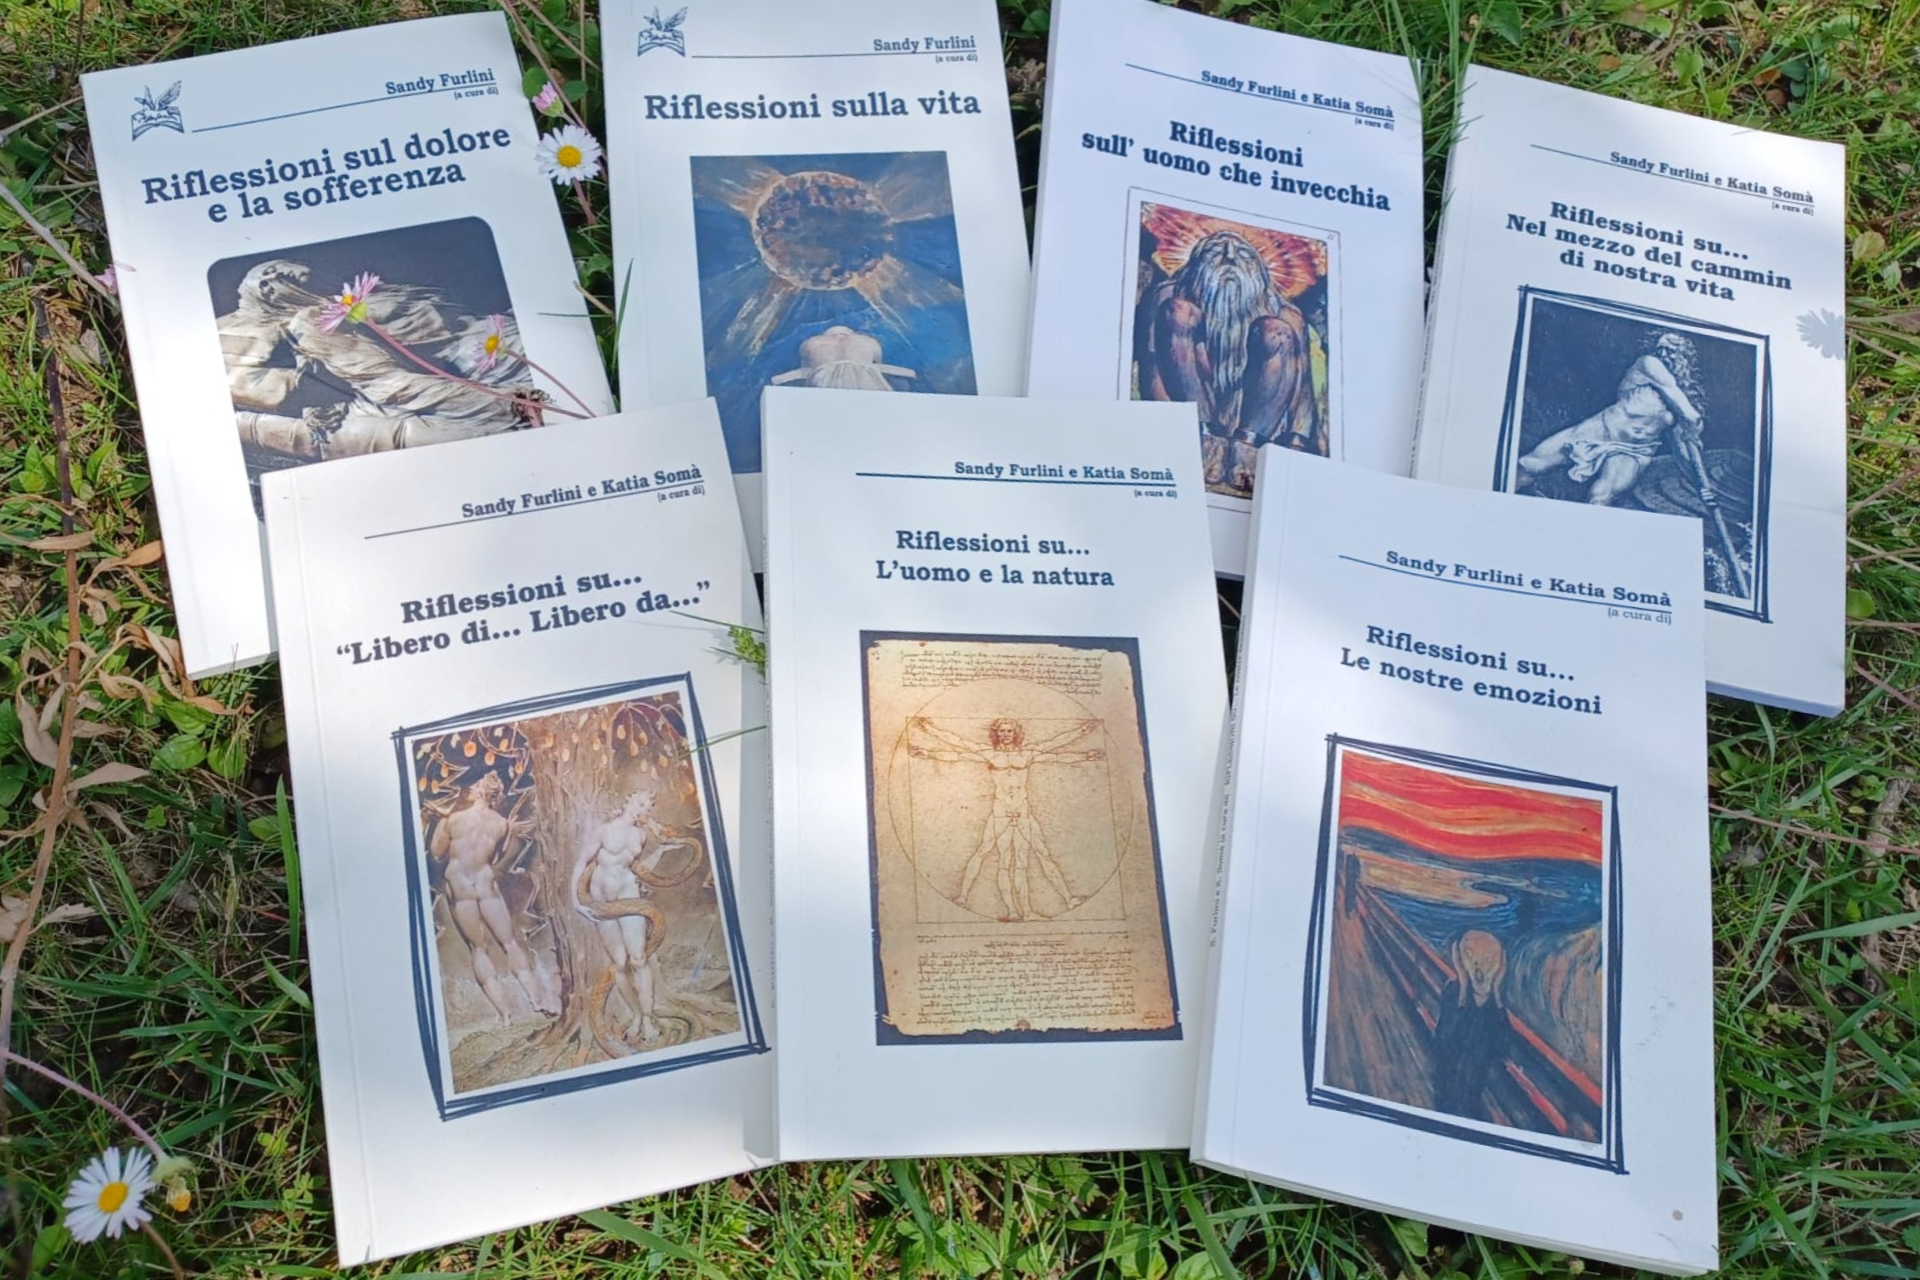 Sandy Furlini
(a cura di)
Riflessioni sul dolore
e la sofferenza
Sandy Furlini
(a cura di)
Riflessioni sulla vita
Sandy Furlini e Katia Somà
(a cura di)
Riflessioni
sull' uomo che invecchia
Sandy Furlini e Katia Somà
(a cura di)
Riflessioni su...
Nel mezzo del cammin
di nostra vita
Sandy Furlini e Katia Somà
(a cura di)
Riflessioni su...
“Libero di... Libero da...”
Sandy Furlini e Katia Somà
(a cura di)
Riflessioni su...
L'uomo e la natura
Sandy Furlini e Katia Somà
(a cura di)
Riflessioni su...
Le nostre emozioni
S. Furlini e K. Somà (a cura di)